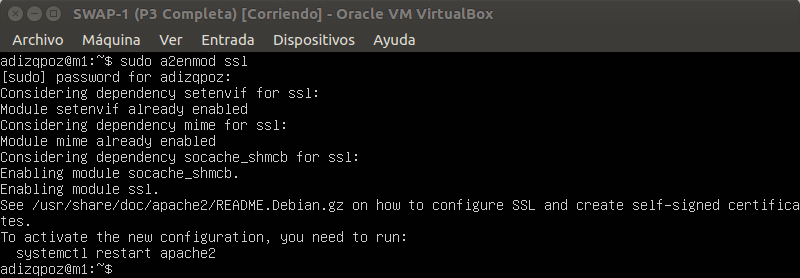 SWAP-1 (P3 Completa) [Corriendo] - Oracle VM VirtualBox
Archivo Máquina Ver Entrada Dispositivos Ayuda
adizqpoz@m1:~$ sudo a2enmod ssl
[sudo] password for adizqpoz:
Considering dependency setenvif for ssl:
Module setenvif already enabled
Considering dependency mime for ssl:
Module mime already enabled
Considering dependency socache_shmcb for ssl:
Enabling module socache_shmcb.
Enabling module ssl.
See /usr/share/doc/apache2/README.Debian.gz on how to configure SSL and create self-signed certifica
tes.
To activate the new configuration, you need to run:
  systemctl restart apache2
adizqpoz@m1:~$